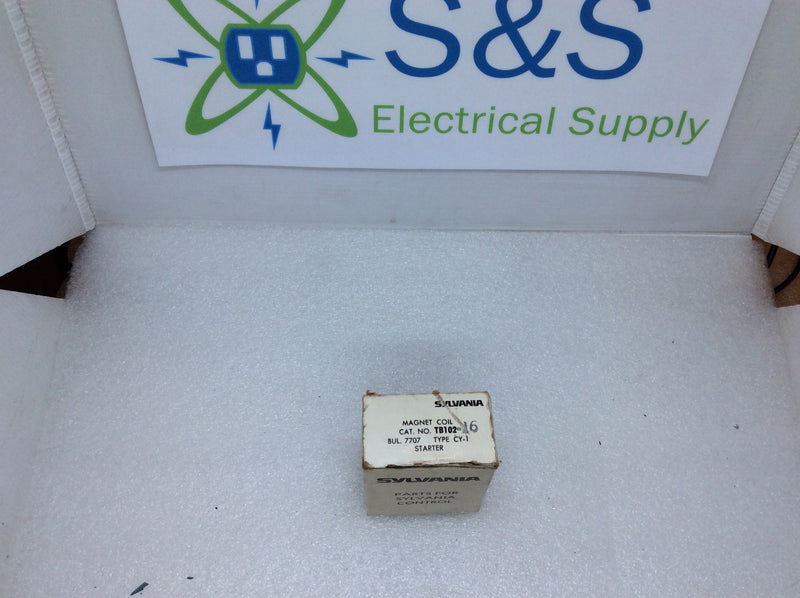 S&S
Electrical Supply
SYLVANIA
MAGNET COIL
CAT. NO. TB102-16
BUL. 7707 TYPE CY-1
STARTER
SYLVANIA
PARTS FOR
SYLVANIA
CONTROL